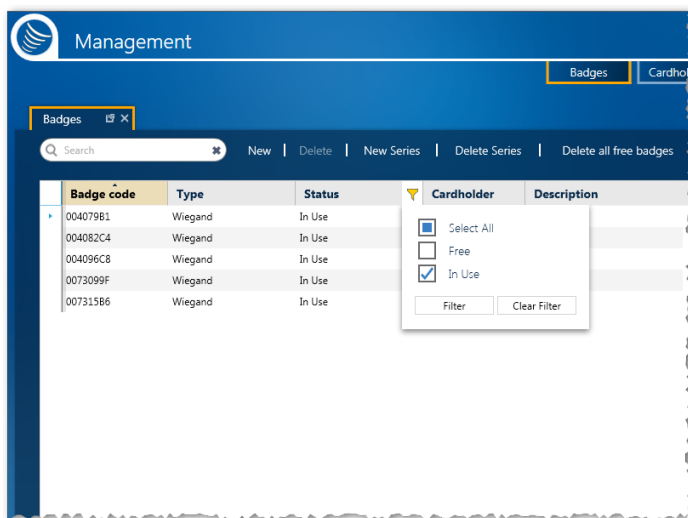 Management
Badges Cardhol
Badges
Search New Delete New Series Delete Series Delete all free badges
Badge code Type Status Cardholder Description
004079B1 Wiegand In Use
004082C4 Wiegand In Use
004096C8 Wiegand In Use
0073099F Wiegand In Use
007315B6 Wiegand In Use
Select All
Free
In Use
Filter Clear Filter